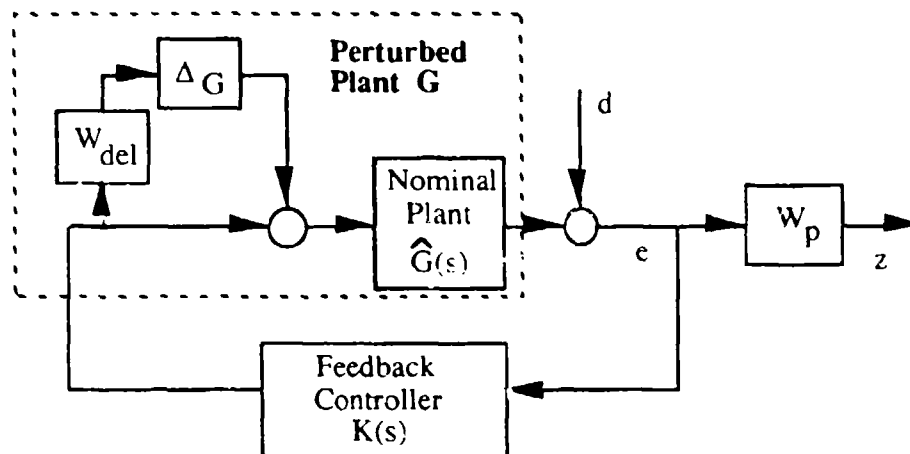 Perturbed
Plant G
Δ G
W del
d
Nominal
Plant
Ĝ(s)
W p
e
z
Feedback
Controller
K(s)